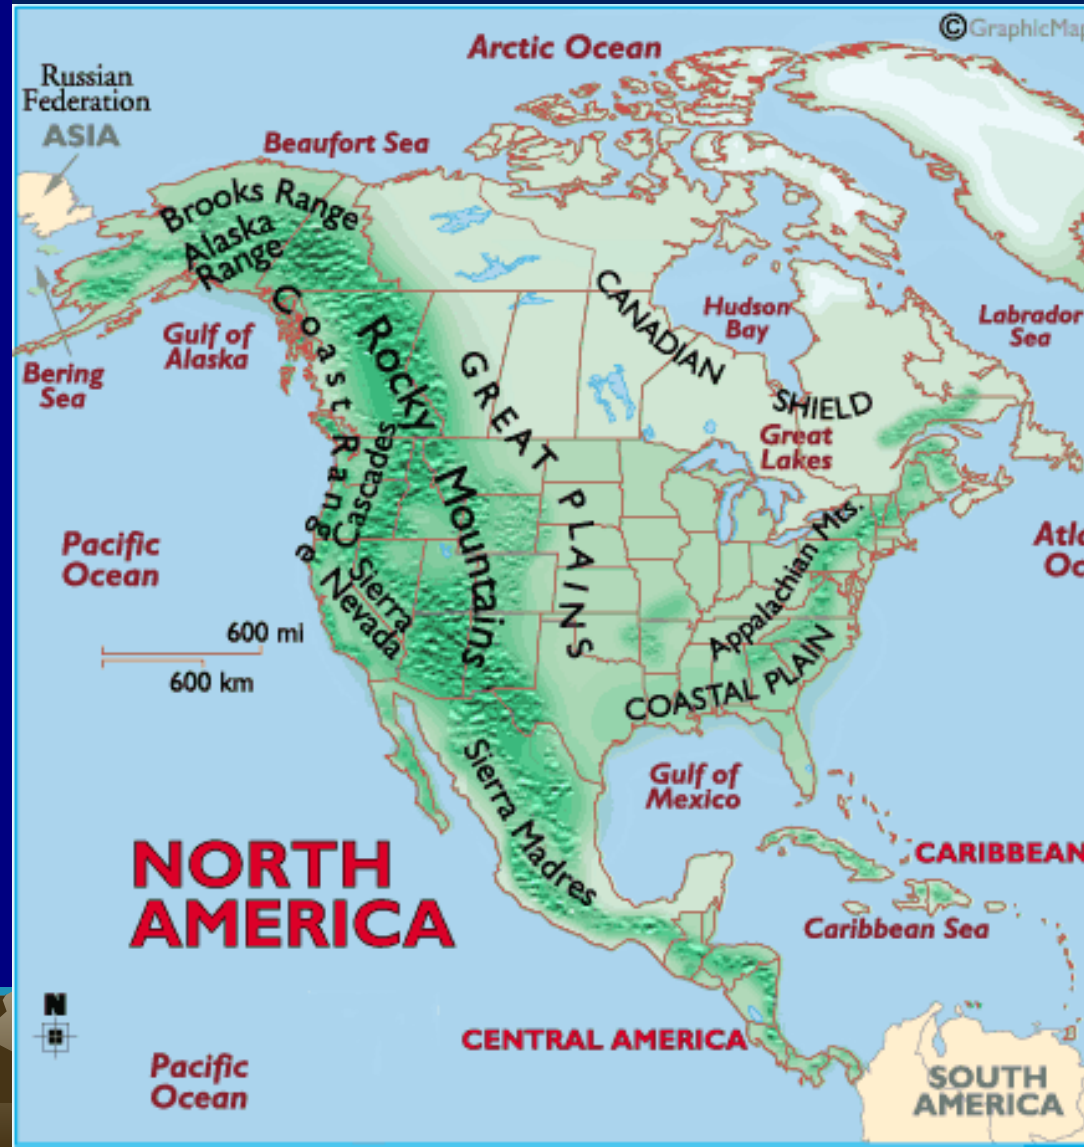 © GraphicMap
Arctic Ocean
Russian
Federation
ASIA
Beaufort Sea
Brooks Range
Alaska
Range
Gulf of
Alaska
Bering
Sea
Coast Range
Rocky Mountains
Cascades
Sierra
Nevada
GREAT PLAINS
CANADIAN SHIELD
Hudson
Bay
Labrador
Sea
Great
Lakes
Appalachian Mts.
COASTAL PLAIN
Pacific
Ocean
Atla
Oc
600 mi
600 km
Sierra Madres
Gulf of
Mexico
NORTH
AMERICA
CARIBBEAN
Caribbean Sea
N
CENTRAL AMERICA
Pacific
Ocean
SOUTH
AMERICA